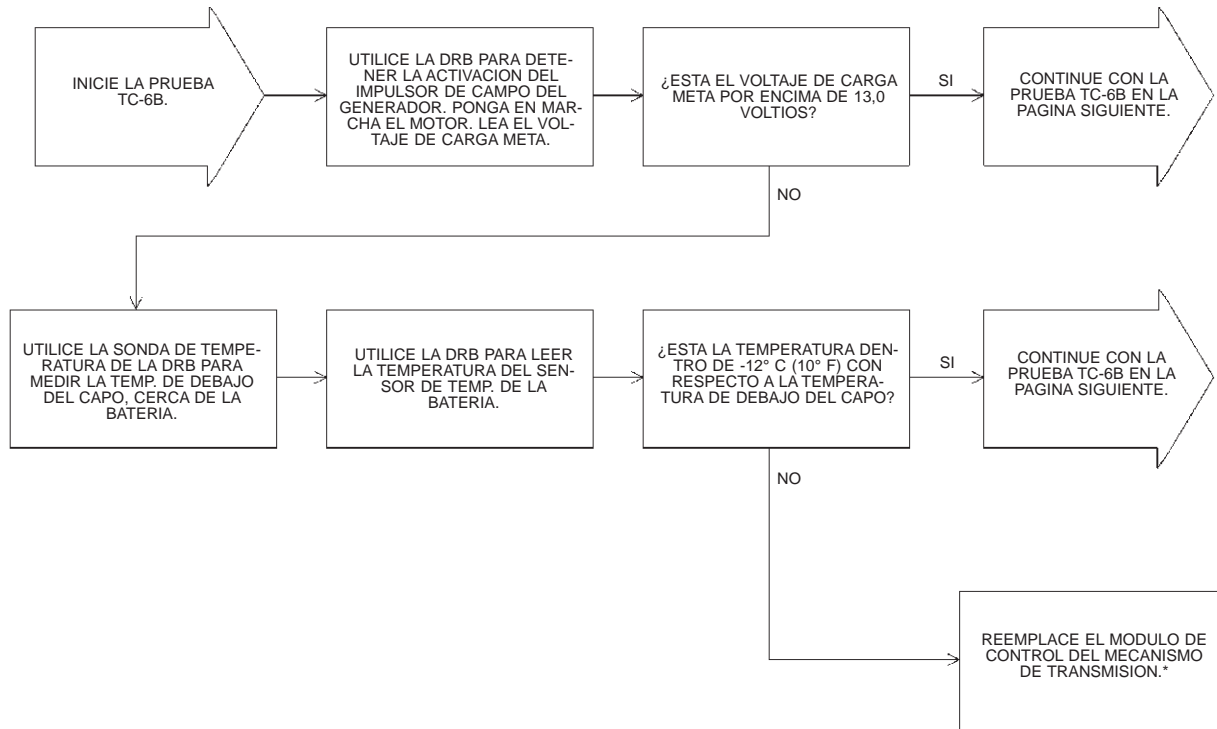 INICIE LA PRUEBA
TC-6B.
UTILICE LA DRB PARA DETE-
NER LA ACTIVACION DEL
IMPULSOR DE CAMPO DEL
GENERADOR. PONGA EN MAR-
CHA EL MOTOR. LEA EL VOL-
TAJE DE CARGA META.
¿ESTA EL VOLTAJE DE CARGA
META POR ENCIMA DE 13,0
VOLTIOS?
SI
CONTINUE CON LA
PRUEBA TC-6B EN LA
PAGINA SIGUIENTE.
NO
UTILICE LA SONDA DE TEMPE-
RATURA DE LA DRB PARA
MEDIR LA TEMP. DE DEBAJO
DEL CAPO, CERCA DE LA
BATERIA.
UTILICE LA DRB PARA LEER
LA TEMPERATURA DEL SEN-
SOR DE TEMP. DE LA
BATERIA.
¿ESTA LA TEMPERATURA DEN-
TRO DE -12° C (10° F) CON
RESPECTO A LA TEMPERA-
TURA DE DEBAJO DEL CAPO?
SI
CONTINUE CON LA
PRUEBA TC-6B EN LA
PAGINA SIGUIENTE.
NO
REEMPLACE EL MODULO DE
CONTROL DEL MECANISMO
DE TRANSMISION.*